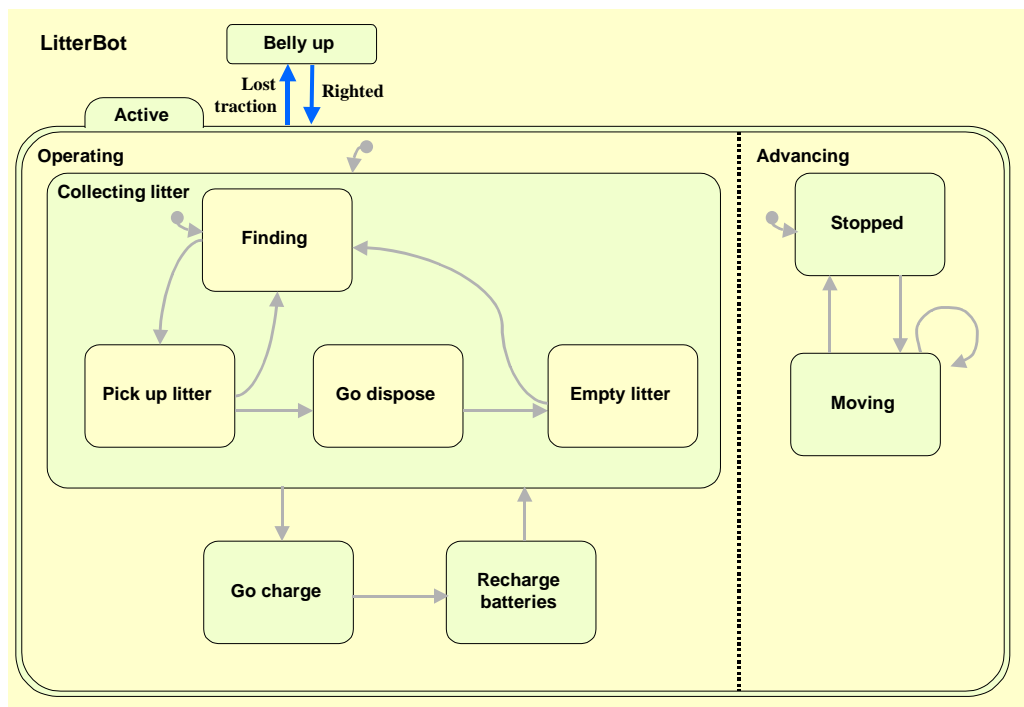 LitterBot
Belly up
Lost
traction
Righted
Active
Operating
Advancing
Collecting litter
Finding
Stopped
Pick up litter
Go dispose
Empty litter
Moving
Go charge
Recharge
batteries